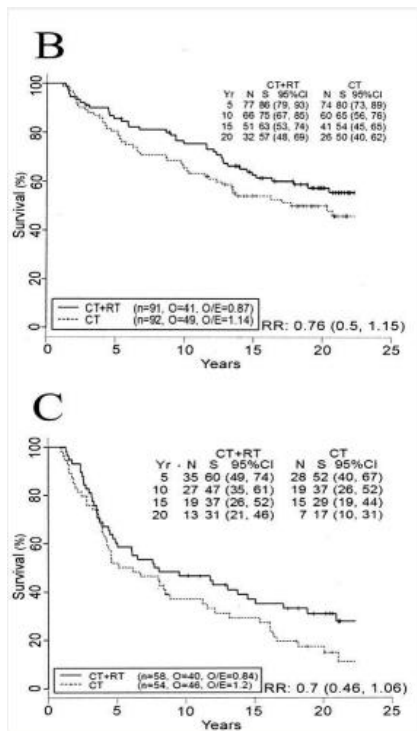 B
CT+RT CT
Yr N S 95%CI N S 95%CI
5 77 86 (79, 93) 74 80 (73, 89)
10 66 75 (67, 85) 60 65 (56, 76)
15 51 63 (53, 74) 41 54 (45, 65)
20 32 57 (48, 69) 26 50 (40, 62)
100
80
60
40
20
0
Survival (%)
CT+RT (n=91, O=41, O/E=0.87)
CT (n=92, O=49, O/E=1.14)
RR: 0.76 (0.5, 1.15)
0 5 10 15 20 25
Years
C
CT+RT CT
Yr . N S 95%CI N S 95%CI
5 35 60 (49, 74) 28 52 (40, 67)
10 27 47 (35, 61) 19 37 (26, 52)
15 19 37 (26, 52) 15 29 (19, 44)
20 13 31 (21, 46) 7 17 (10, 31)
100
80
60
40
20
0
Survival (%)
CT+RT (n=58, O=40, O/E=0.84)
CT (n=54, O=46, O/E=1.2)
RR: 0.7 (0.46, 1.06)
0 5 10 15 20 25
Years